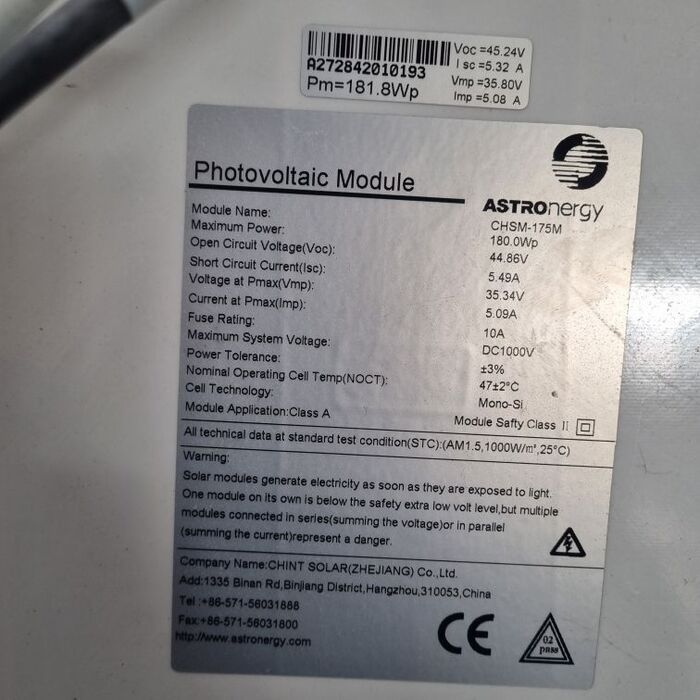 A272842010193
Pm=181.8Wp
Voc =45.24V
I sc =5.32 A
Vmp =35.80V
Imp =5.08 A
Photovoltaic Module
ASTROnergy
Module Name: CHSM-175M
Maximum Power: 180.0Wp
Open Circuit Voltage(Voc): 44.86V
Short Circuit Current(Isc): 5.49A
Voltage at Pmax(Vmp): 35.34V
Current at Pmax(Imp): 5.09A
Fuse Rating: 10A
Maximum System Voltage: DC1000V
Power Tolerance: ±3%
Nominal Operating Cell Temp(NOCT): 47±2°C
Cell Technology: Mono-Si
Module Application:Class A Module Safty Class II
All technical data at standard test condition(STC):(AM1.5,1000W/㎡,25°C)
Warning:
Solar modules generate electricity as soon as they are exposed to light.
One module on its own is below the safety extra low volt level,but multiple
modules connected in series(summing the voltage)or in parallel
(summing the current)represent a danger.
Company Name:CHINT SOLAR(ZHEJIANG) Co.,Ltd.
Add:1335 Binan Rd,Binjiang District,Hangzhou,310053,China
Tel:+86-571-56031888
Fax:+86-571-56031800
http://www.astronergy.com
CE
02
pass